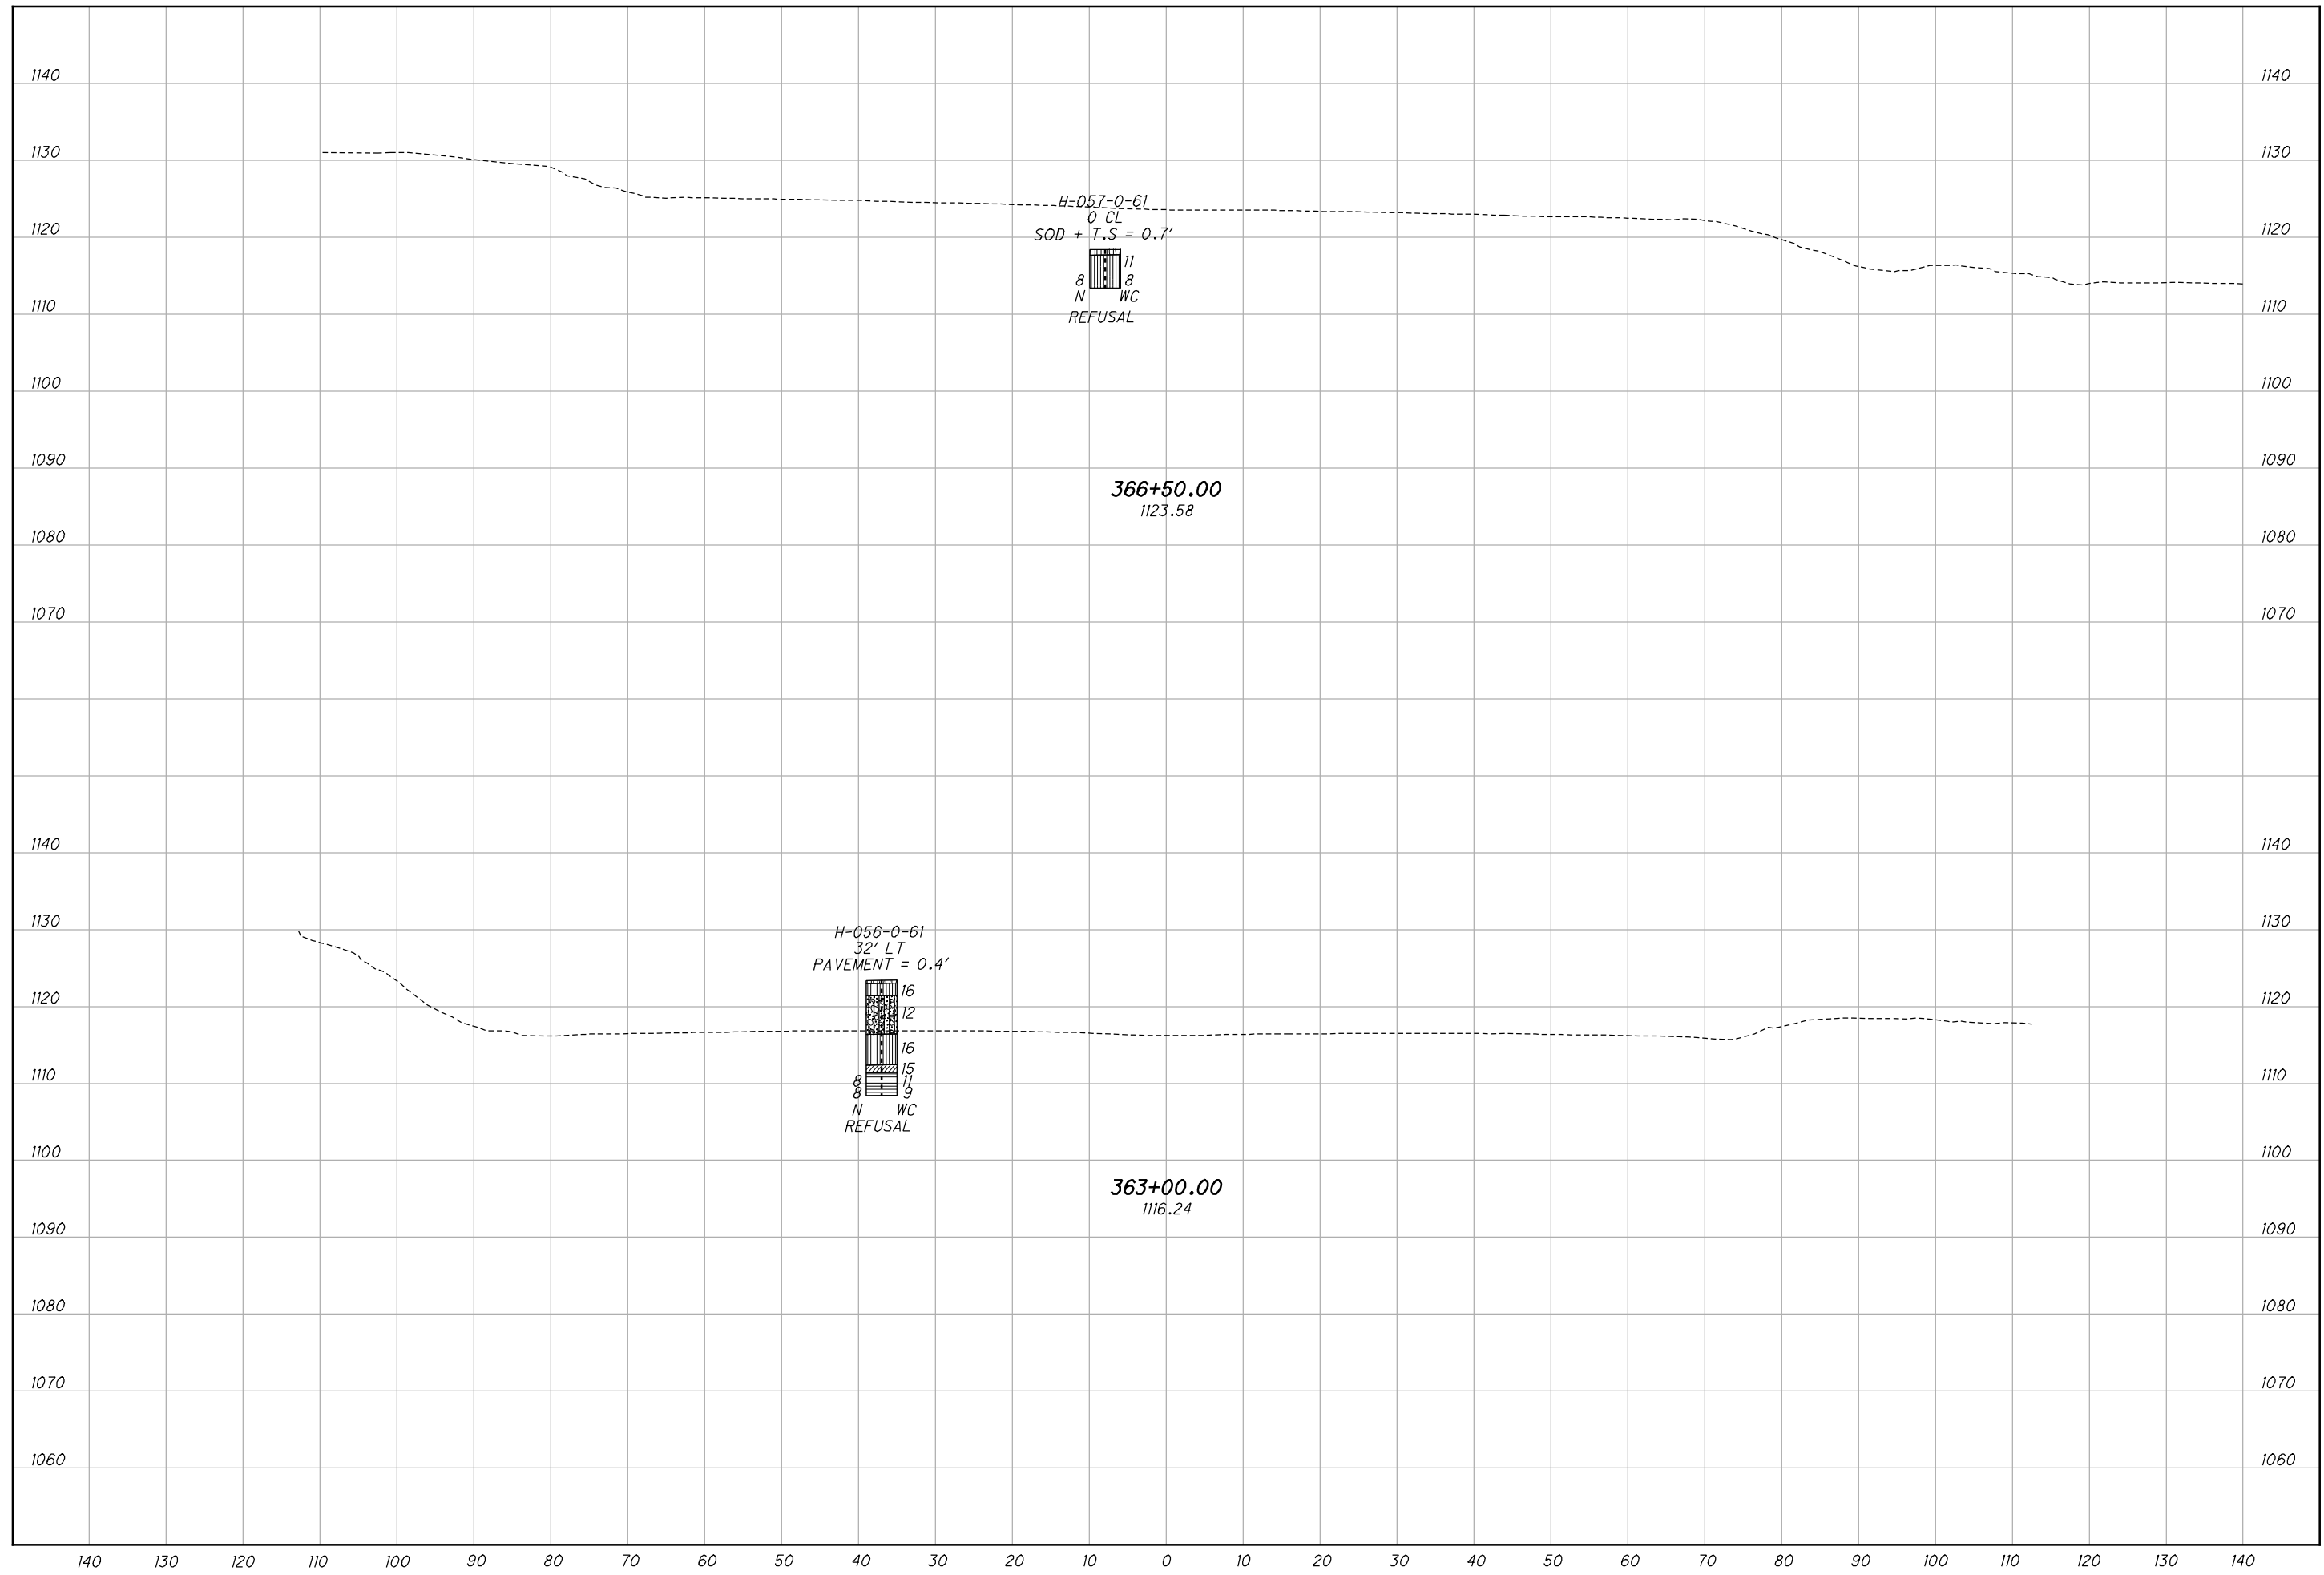 1140 1140
1130 1130
H-057-0-61
0 CL
SOD + T.S = 0.7'
1120 1120
11
8 8
N WC
REFUSAL
1110 1110
1100 1100
1090 1090
366+50.00
1123.58
1080 1080
1070 1070
1140 1140
1130 1130
H-056-0-61
32' LT
PAVEMENT = 0.4'
16
1120 1120
12
16
15
8 11
1110 1110
8 9
N WC
REFUSAL
1100 1100
363+00.00
1116.24
1090 1090
1080 1080
1070 1070
1060 1060
140 130 120 110 100 90 80 70 60 50 40 30 20 10 0 10 20 30 40 50 60 70 80 90 100 110 120 130 140